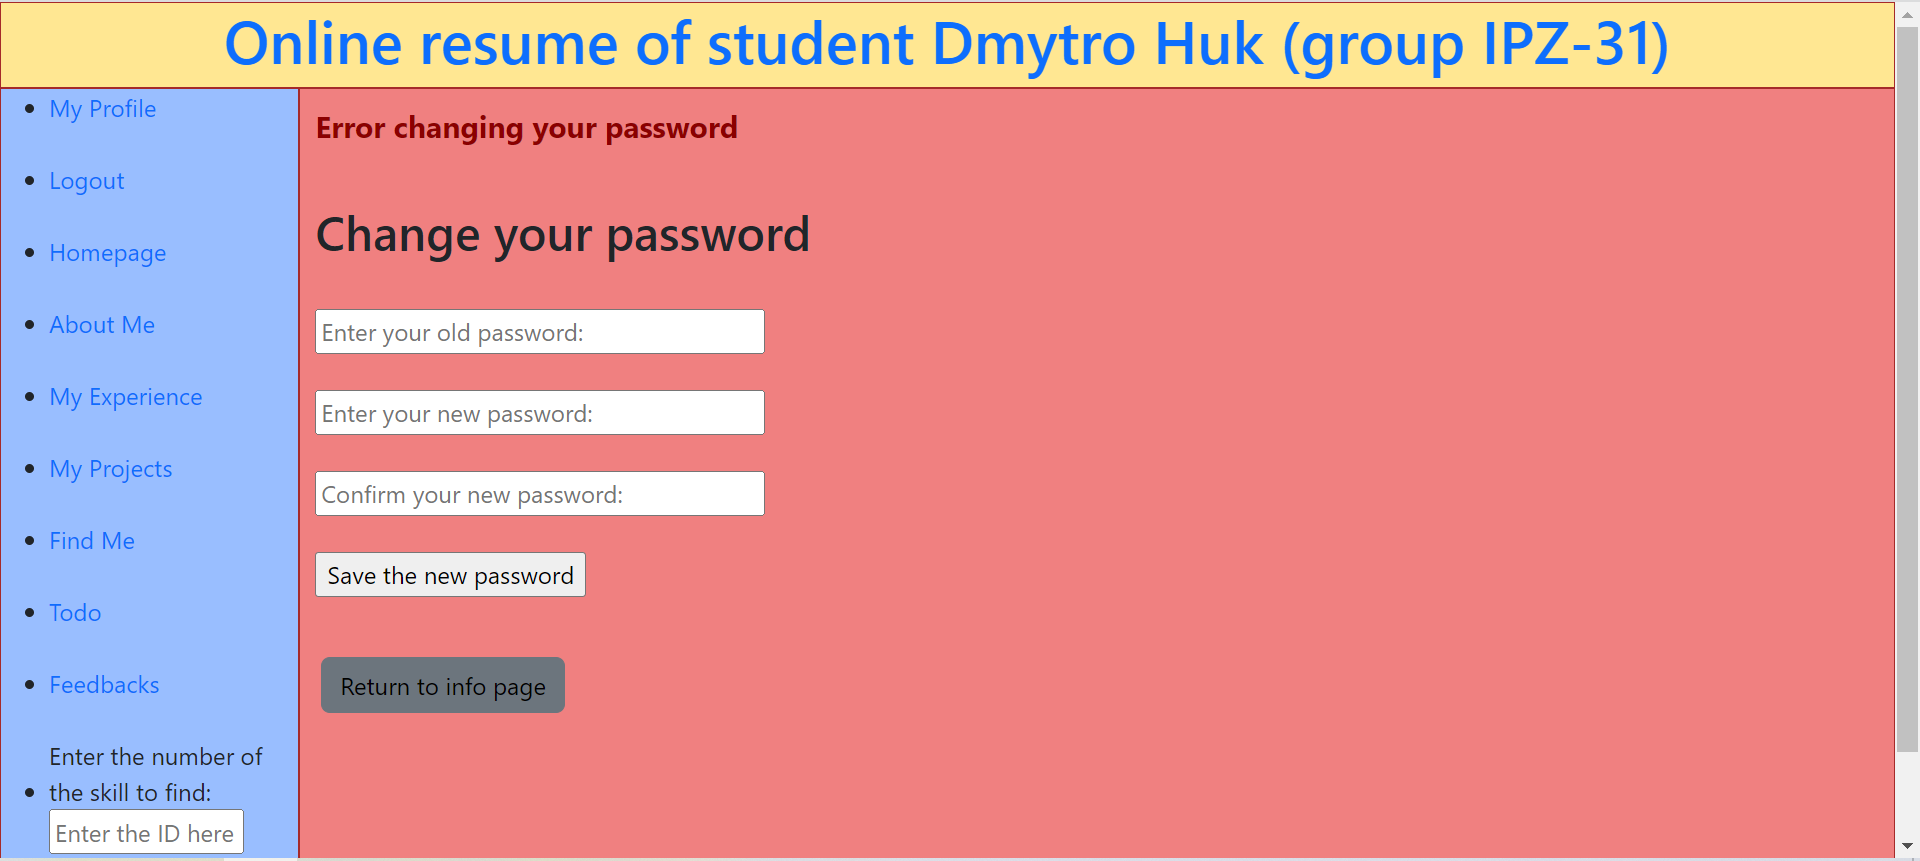 Online resume of student Dmytro Huk (group IPZ-31)
My Profile
Logout
Homepage
About Me
My Experience
My Projects
Find Me
Todo
Feedbacks
Enter the number of
the skill to find:
Enter the ID here
Error changing your password
Change your password
Enter your old password:
Enter your new password:
Confirm your new password:
Save the new password
Return to info page